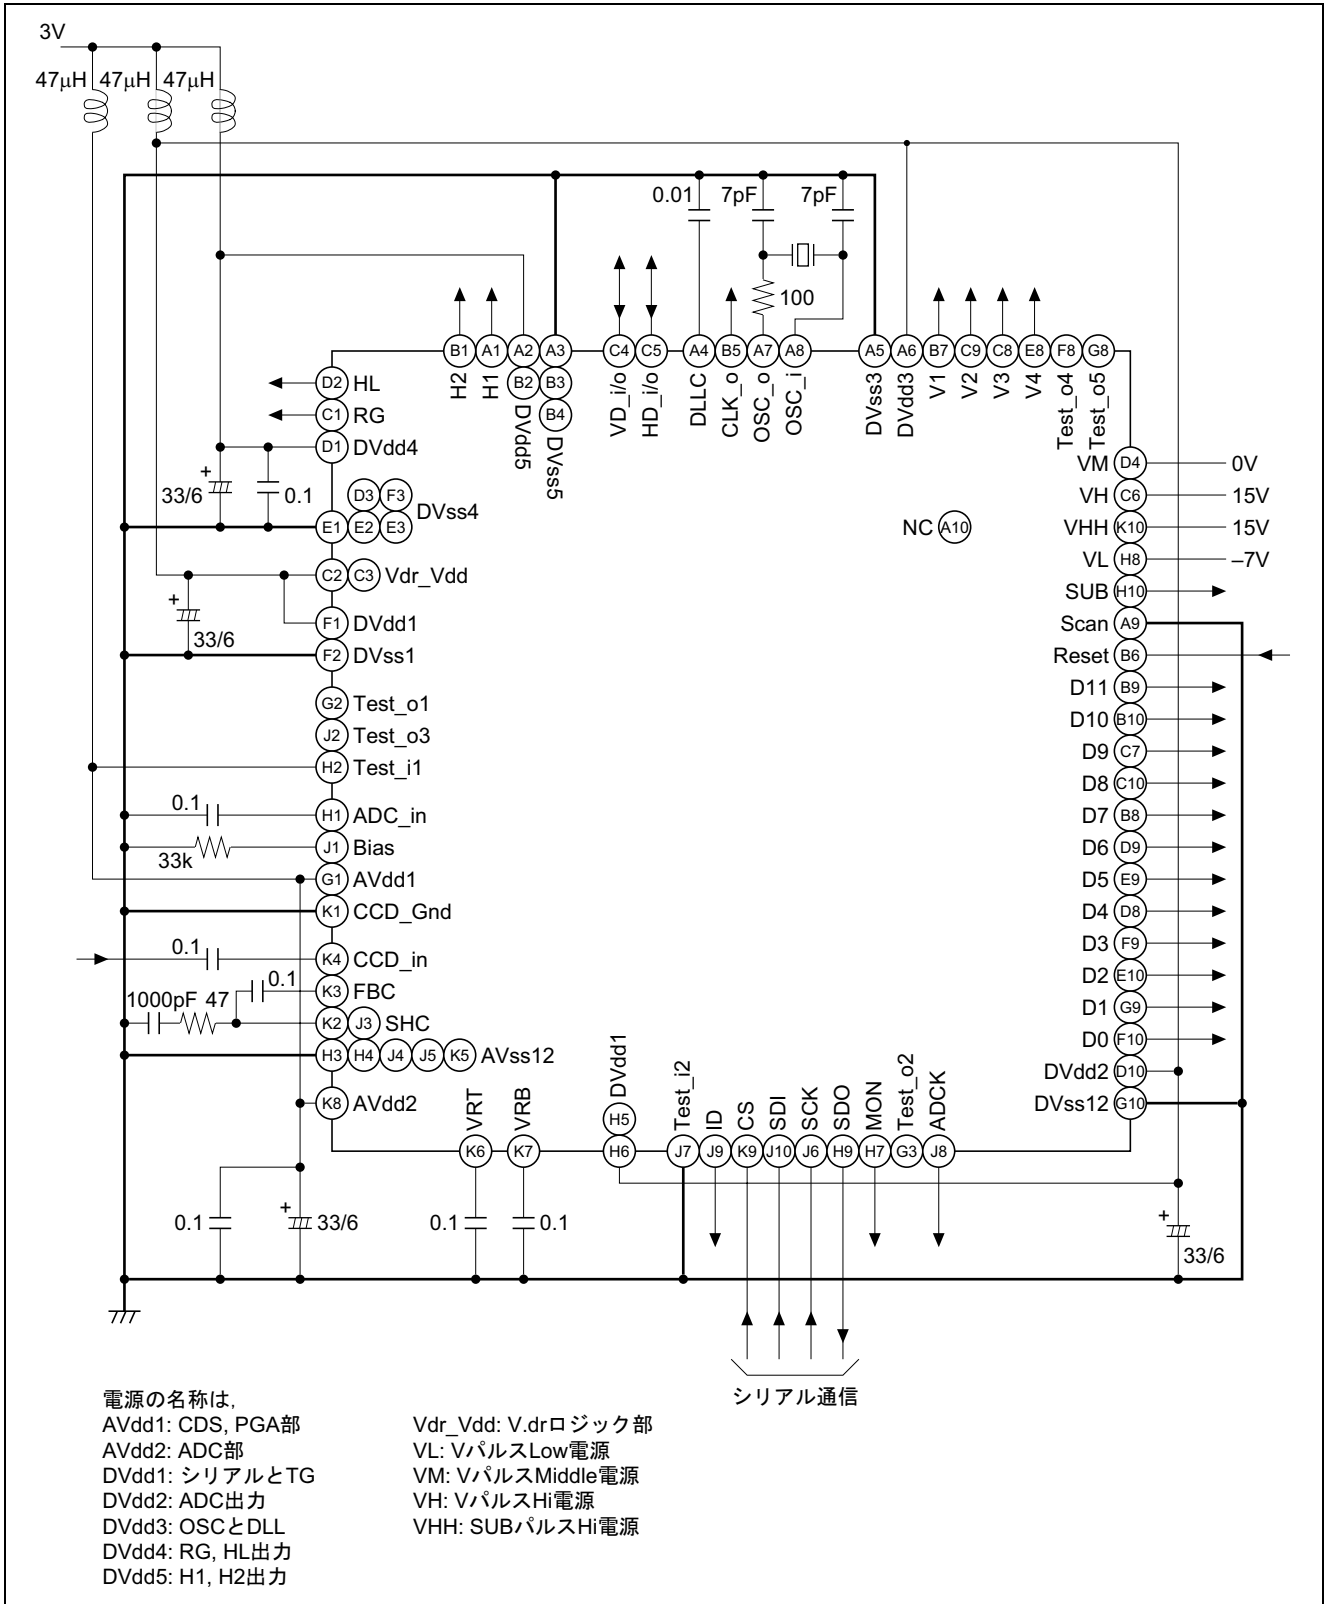 3V
47µH 47µH 47µH
0.01 7pF 7pF
100
B1 A1 A2 A3 C4 C5 A4 B5 A7 A8 A5 A6 B7 C9 C8 E8 F8 G8
B2 B3
B4
H2 H1 DVdd5 DVss5 VD_i/o HD_i/o DLLC CLK_o OSC_o OSC_i DVss3 DVdd3 V1 V2 V3 V4 Test_o4 Test_o5
D2 HL
C1 RG
D1 DVdd4
+ 33/6 0.1
D3 F3
E1 E2 E3 DVss4
C2 C3 Vdr_Vdd
+ 33/6
F1 DVdd1
F2 DVss1
G2 Test_o1
J2 Test_o3
H2 Test_i1
0.1 H1 ADC_in
33k J1 Bias
G1 AVdd1
K1 CCD_Gnd
0.1 K4 CCD_in
0.1 K3 FBC
1000pF 47 K2 J3 SHC
H3 H4 J4 J5 K5 AVss12
K8 AVdd2
NC A10
VM D4 0V
VH C6 15V
VHH K10 15V
VL H8 –7V
SUB H10
Scan A9
Reset B6
D11 B9
D10 B10
D9 C7
D8 C10
D7 B8
D6 D9
D5 E9
D4 D8
D3 F9
D2 E10
D1 G9
D0 F10
DVdd2 D10
DVss12 G10
VRT VRB DVdd1 Test_i2 ID CS SDI SCK SDO MON Test_o2 ADCK
H5
K6 K7 H6 J7 J9 K9 J10 J6 H9 H7 G3 J8
0.1 + 33/6 0.1 0.1 + 33/6
シリアル通信
電源の名称は,
AVdd1: CDS, PGA部
AVdd2: ADC部
DVdd1: シリアルとTG
DVdd2: ADC出力
DVdd3: OSCとDLL
DVdd4: RG, HL出力
DVdd5: H1, H2出力
Vdr_Vdd: V.drロジック部
VL: VパルスLow電源
VM: VパルスMiddle電源
VH: VパルスHi電源
VHH: SUBパルスHi電源